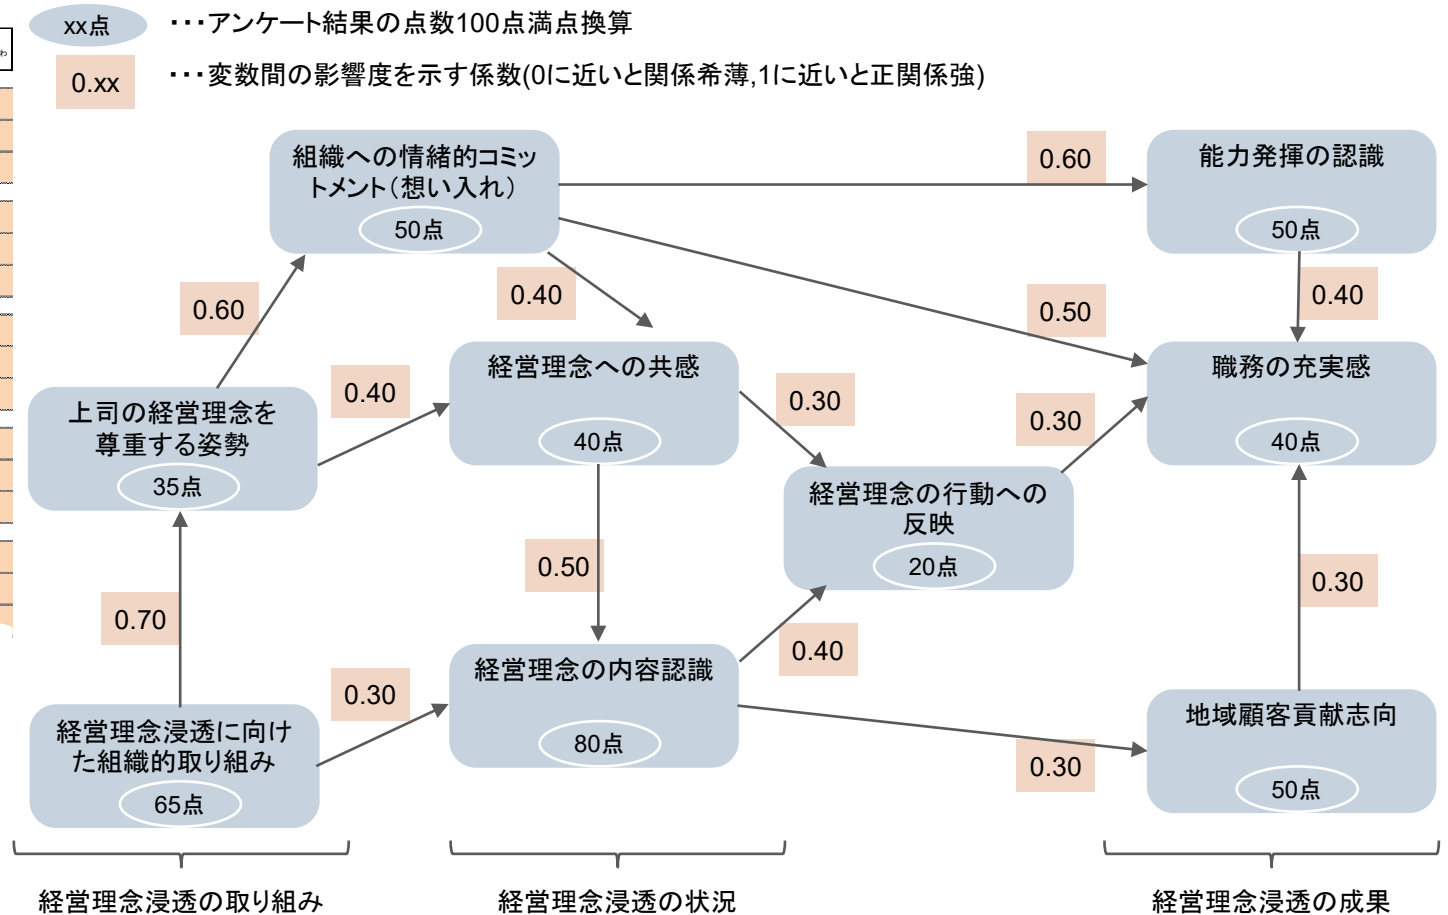 xx点
･･･アンケート結果の点数100点満点換算
わ
0.xx
･･･変数間の影響度を示す係数(0に近いと関係希薄,1に近いと正関係強)
組織への情緒的コミッ
トメント（想い入れ）
50点
0.60
能力発揮の認識
50点
0.60
0.40
0.50
0.40
経営理念への共感
40点
職務の充実感
40点
0.40
0.30
0.30
上司の経営理念を
尊重する姿勢
35点
経営理念の行動への
反映
20点
0.70
0.50
0.40
0.30
0.30
経営理念の内容認識
80点
0.30
地域顧客貢献志向
50点
経営理念浸透に向け
た組織的取り組み
65点
経営理念浸透の取り組み
経営理念浸透の状況
経営理念浸透の成果